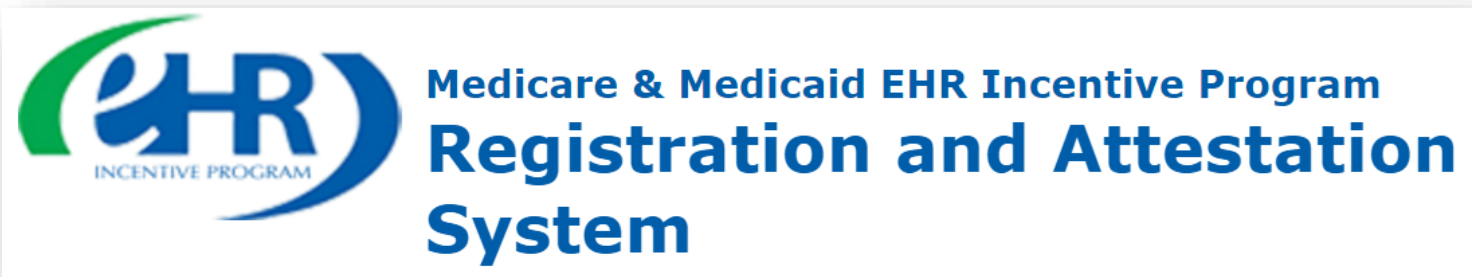 eHR
INCENTIVE PROGRAM
Medicare & Medicaid EHR Incentive Program
Registration and Attestation
System